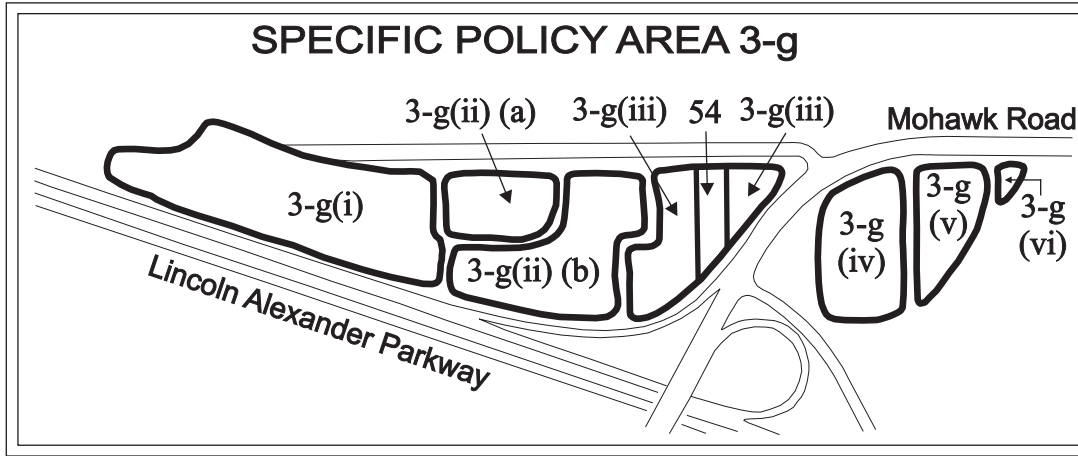 SPECIFIC POLICY AREA 3-g
3-g(ii) (a)
3-g(iii)
54
3-g(iii)
Mohawk Road
3-g(i)
3-g(ii) (b)
3-g
(iv)
3-g
(v)
3-g
(vi)
Lincoln Alexander Parkway